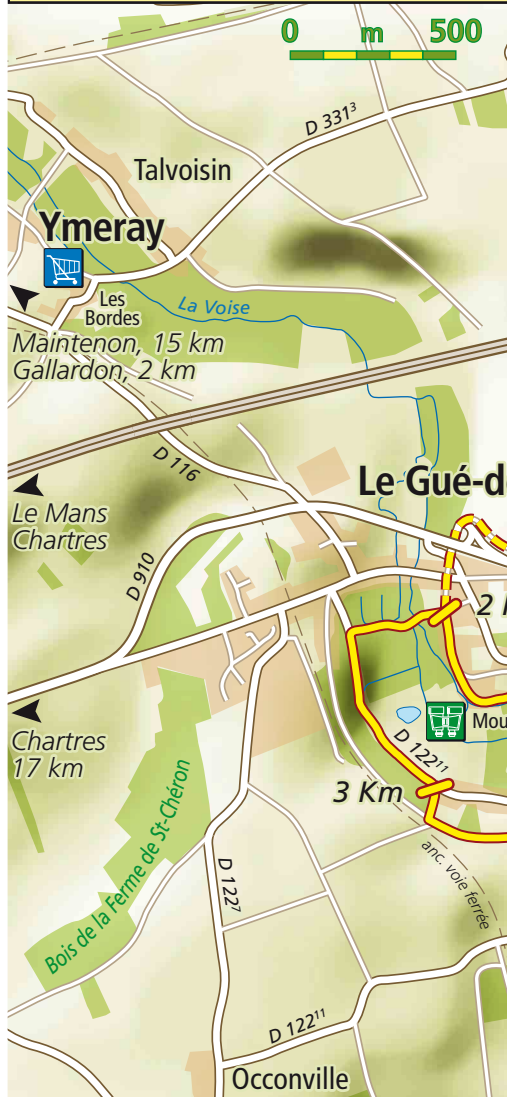 0 m 500
D 331³
Talvoisin
Ymeray
Les
Bordes
La Voise
Maintenon, 15 km
Gallardon, 2 km
D 116
Le Gué-d
Le Mans
Chartres
D 910
2
Mou
Chartres
17 km
D 122¹¹
3 Km
Bois de la Ferme de St-Chéron
anc. voie ferrée
D 122⁷
D 122¹¹
Occonville